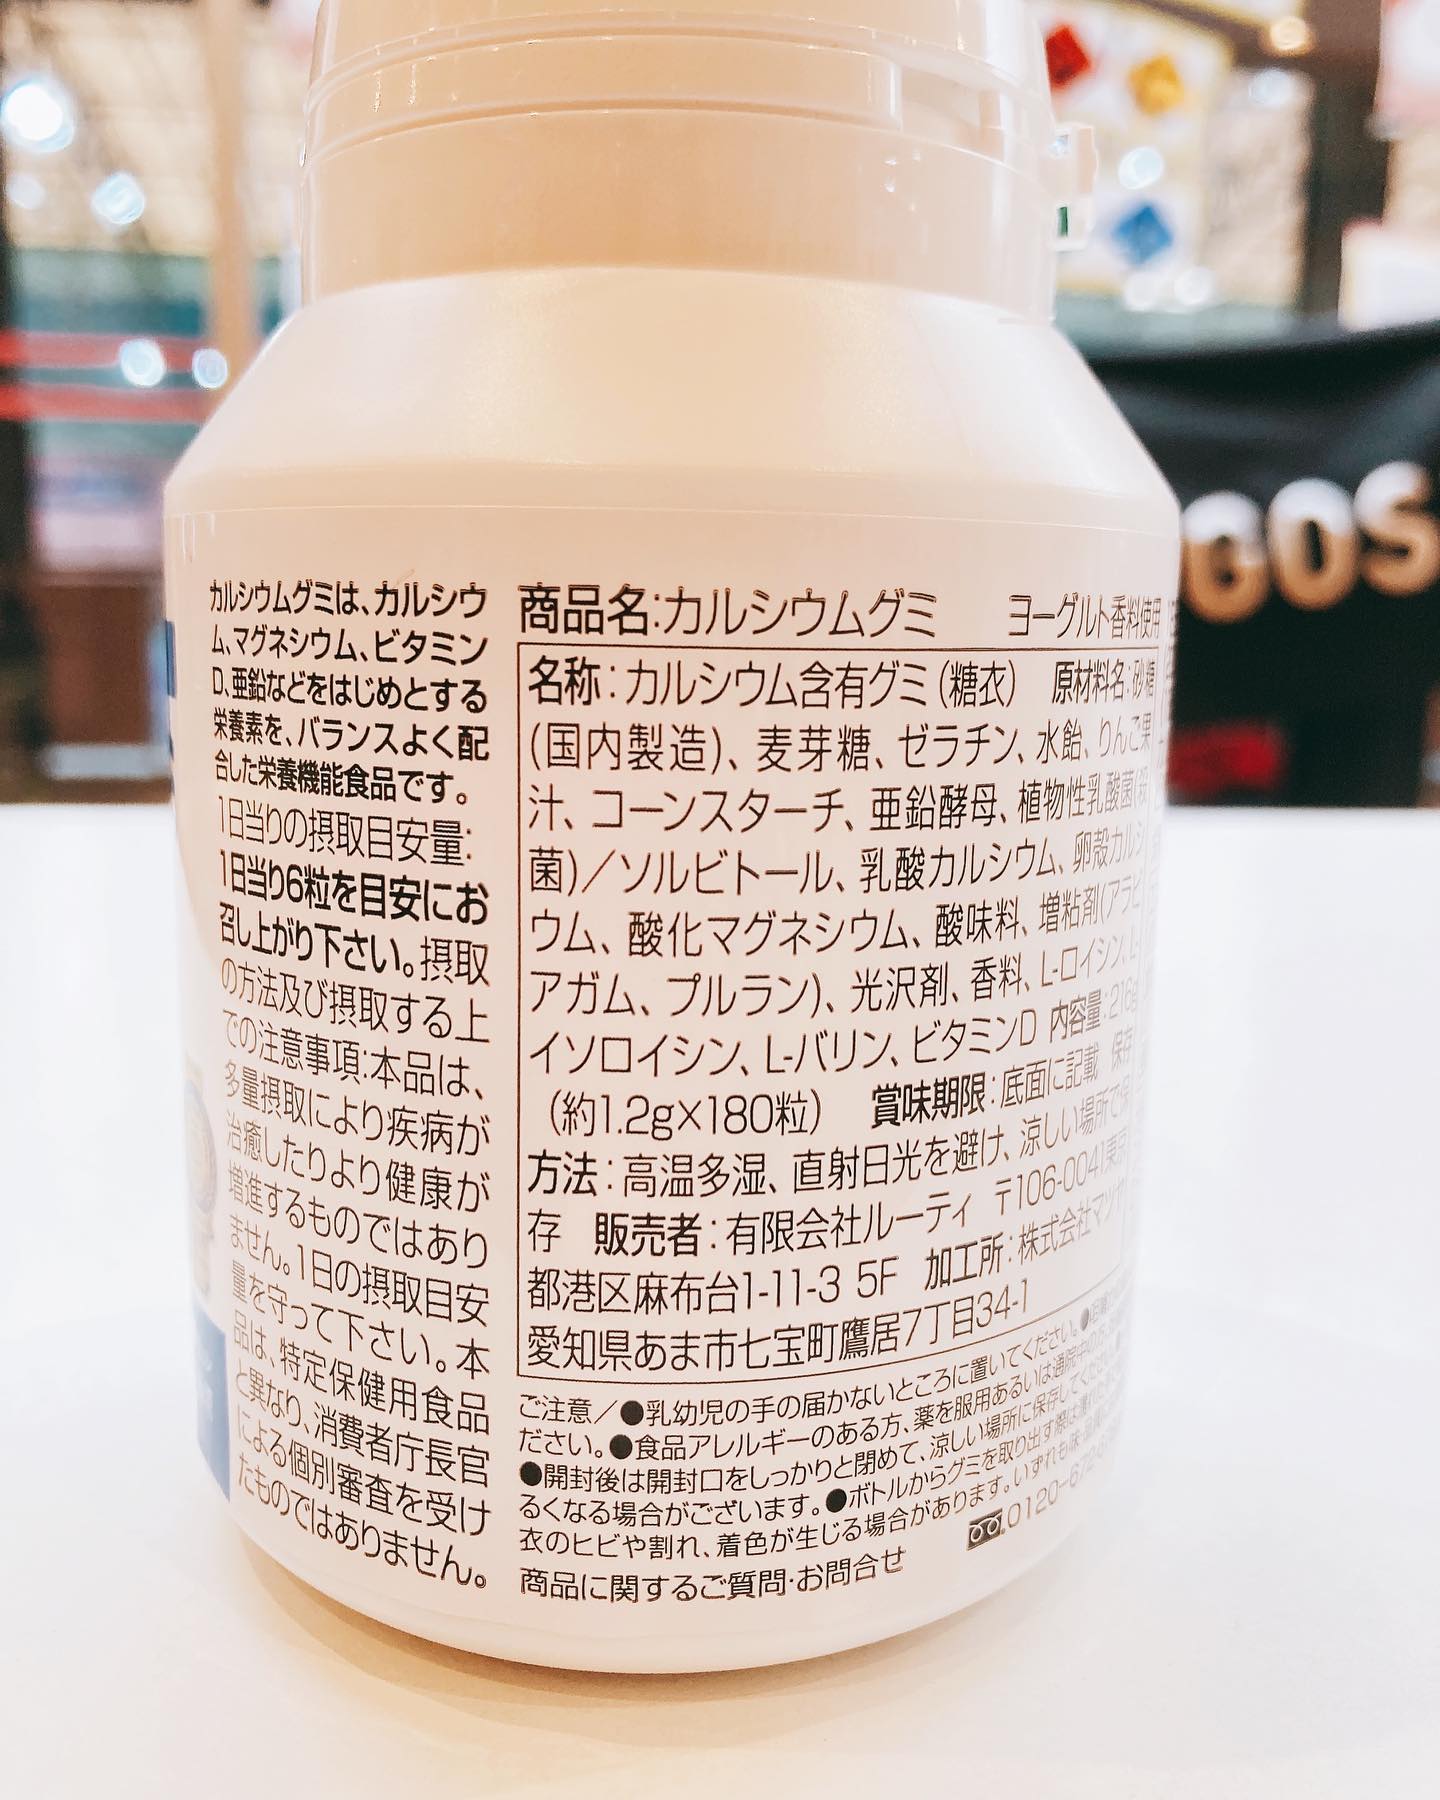 カルシウムグミは、カルシウ
ム、マグネシウム、ビタミン
D、亜鉛などをはじめとする
栄養素を、バランスよく配
合した栄養機能食品です。
1日当りの摂取目安量:
1日当り6粒を目安にお
召し上がり下さい。摂取
の方法及び摂取する上
での注意事項:本品は、
多量摂取により疾病が
治癒したりより健康が
増進するものではあり
ません。1日の摂取目安
量を守って下さい。本
品は、特定保健用食品
と異なり、消費者庁長官
による個別審査を受け
たものではありません。
商品名:カルシウムグミ ヨーグルト香料使用
名称:カルシウム含有グミ(糖衣) 原材料名:砂糖
(国内製造)、麦芽糖、ゼラチン、水飴、りんご果
汁、コーンスターチ、亜鉛酵母、植物性乳酸菌(殺
菌)/ソルビトール、乳酸カルシウム、卵殻カルシ
ウム、酸化マグネシウム、酸味料、増粘剤(アラビ
アガム、プルラン)、光沢剤、香料、L-ロイシン、L-
イソロイシン、L-バリン、ビタミンD 内容量:216g
(約1.2g×180粒) 賞味期限:底面に記載 保存
方法:高温多湿、直射日光を避け、涼しい場所で保
存 販売者:有限会社ルーティ 〒106-0041東京
都港区麻布台1-11-3 5F 加工所:株式会社マツヤ
愛知県あま市七宝町鷹居7丁目34-1
ご注意/●乳幼児の手の届かないところに置いてください。●
ださい。●食品アレルギーのある方、薬を服用あるいは通院中の
●開封後は開封口をしっかりと閉めて、涼しい場所に保存してください。
るくなる場合がございます。●ボトルからグミを取り出す際は
衣のヒビや割れ、着色が生じる場合があります。いずれも
商品に関するご質問・お問合せ 0120-
GOS